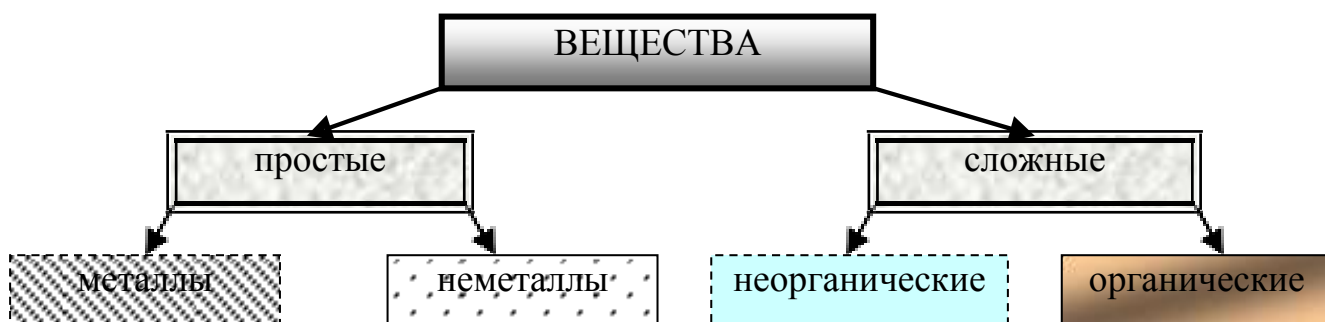 ВЕЩЕСТВА
простые
сложные
металлы
неметаллы
неорганические
органические